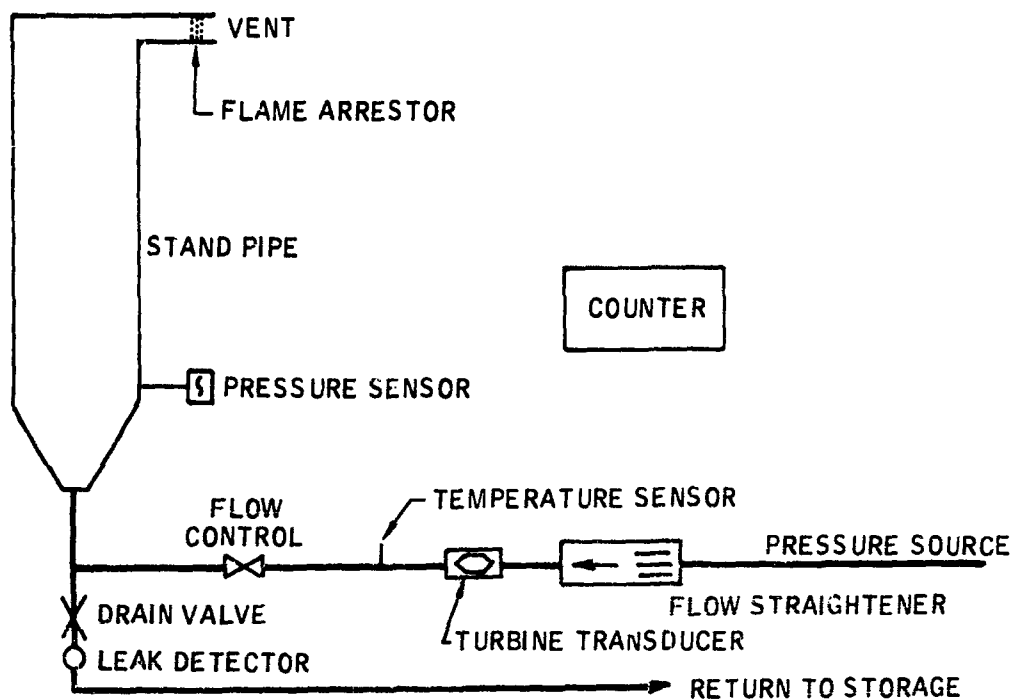 VENT
FLAME ARRESTOR
STAND PIPE
COUNTER
PRESSURE SENSOR
TEMPERATURE SENSOR
FLOW
CONTROL
PRESSURE SOURCE
FLOW STRAIGHTENER
DRAIN VALVE
TURBINE TRANSDUCER
LEAK DETECTOR
RETURN TO STORAGE